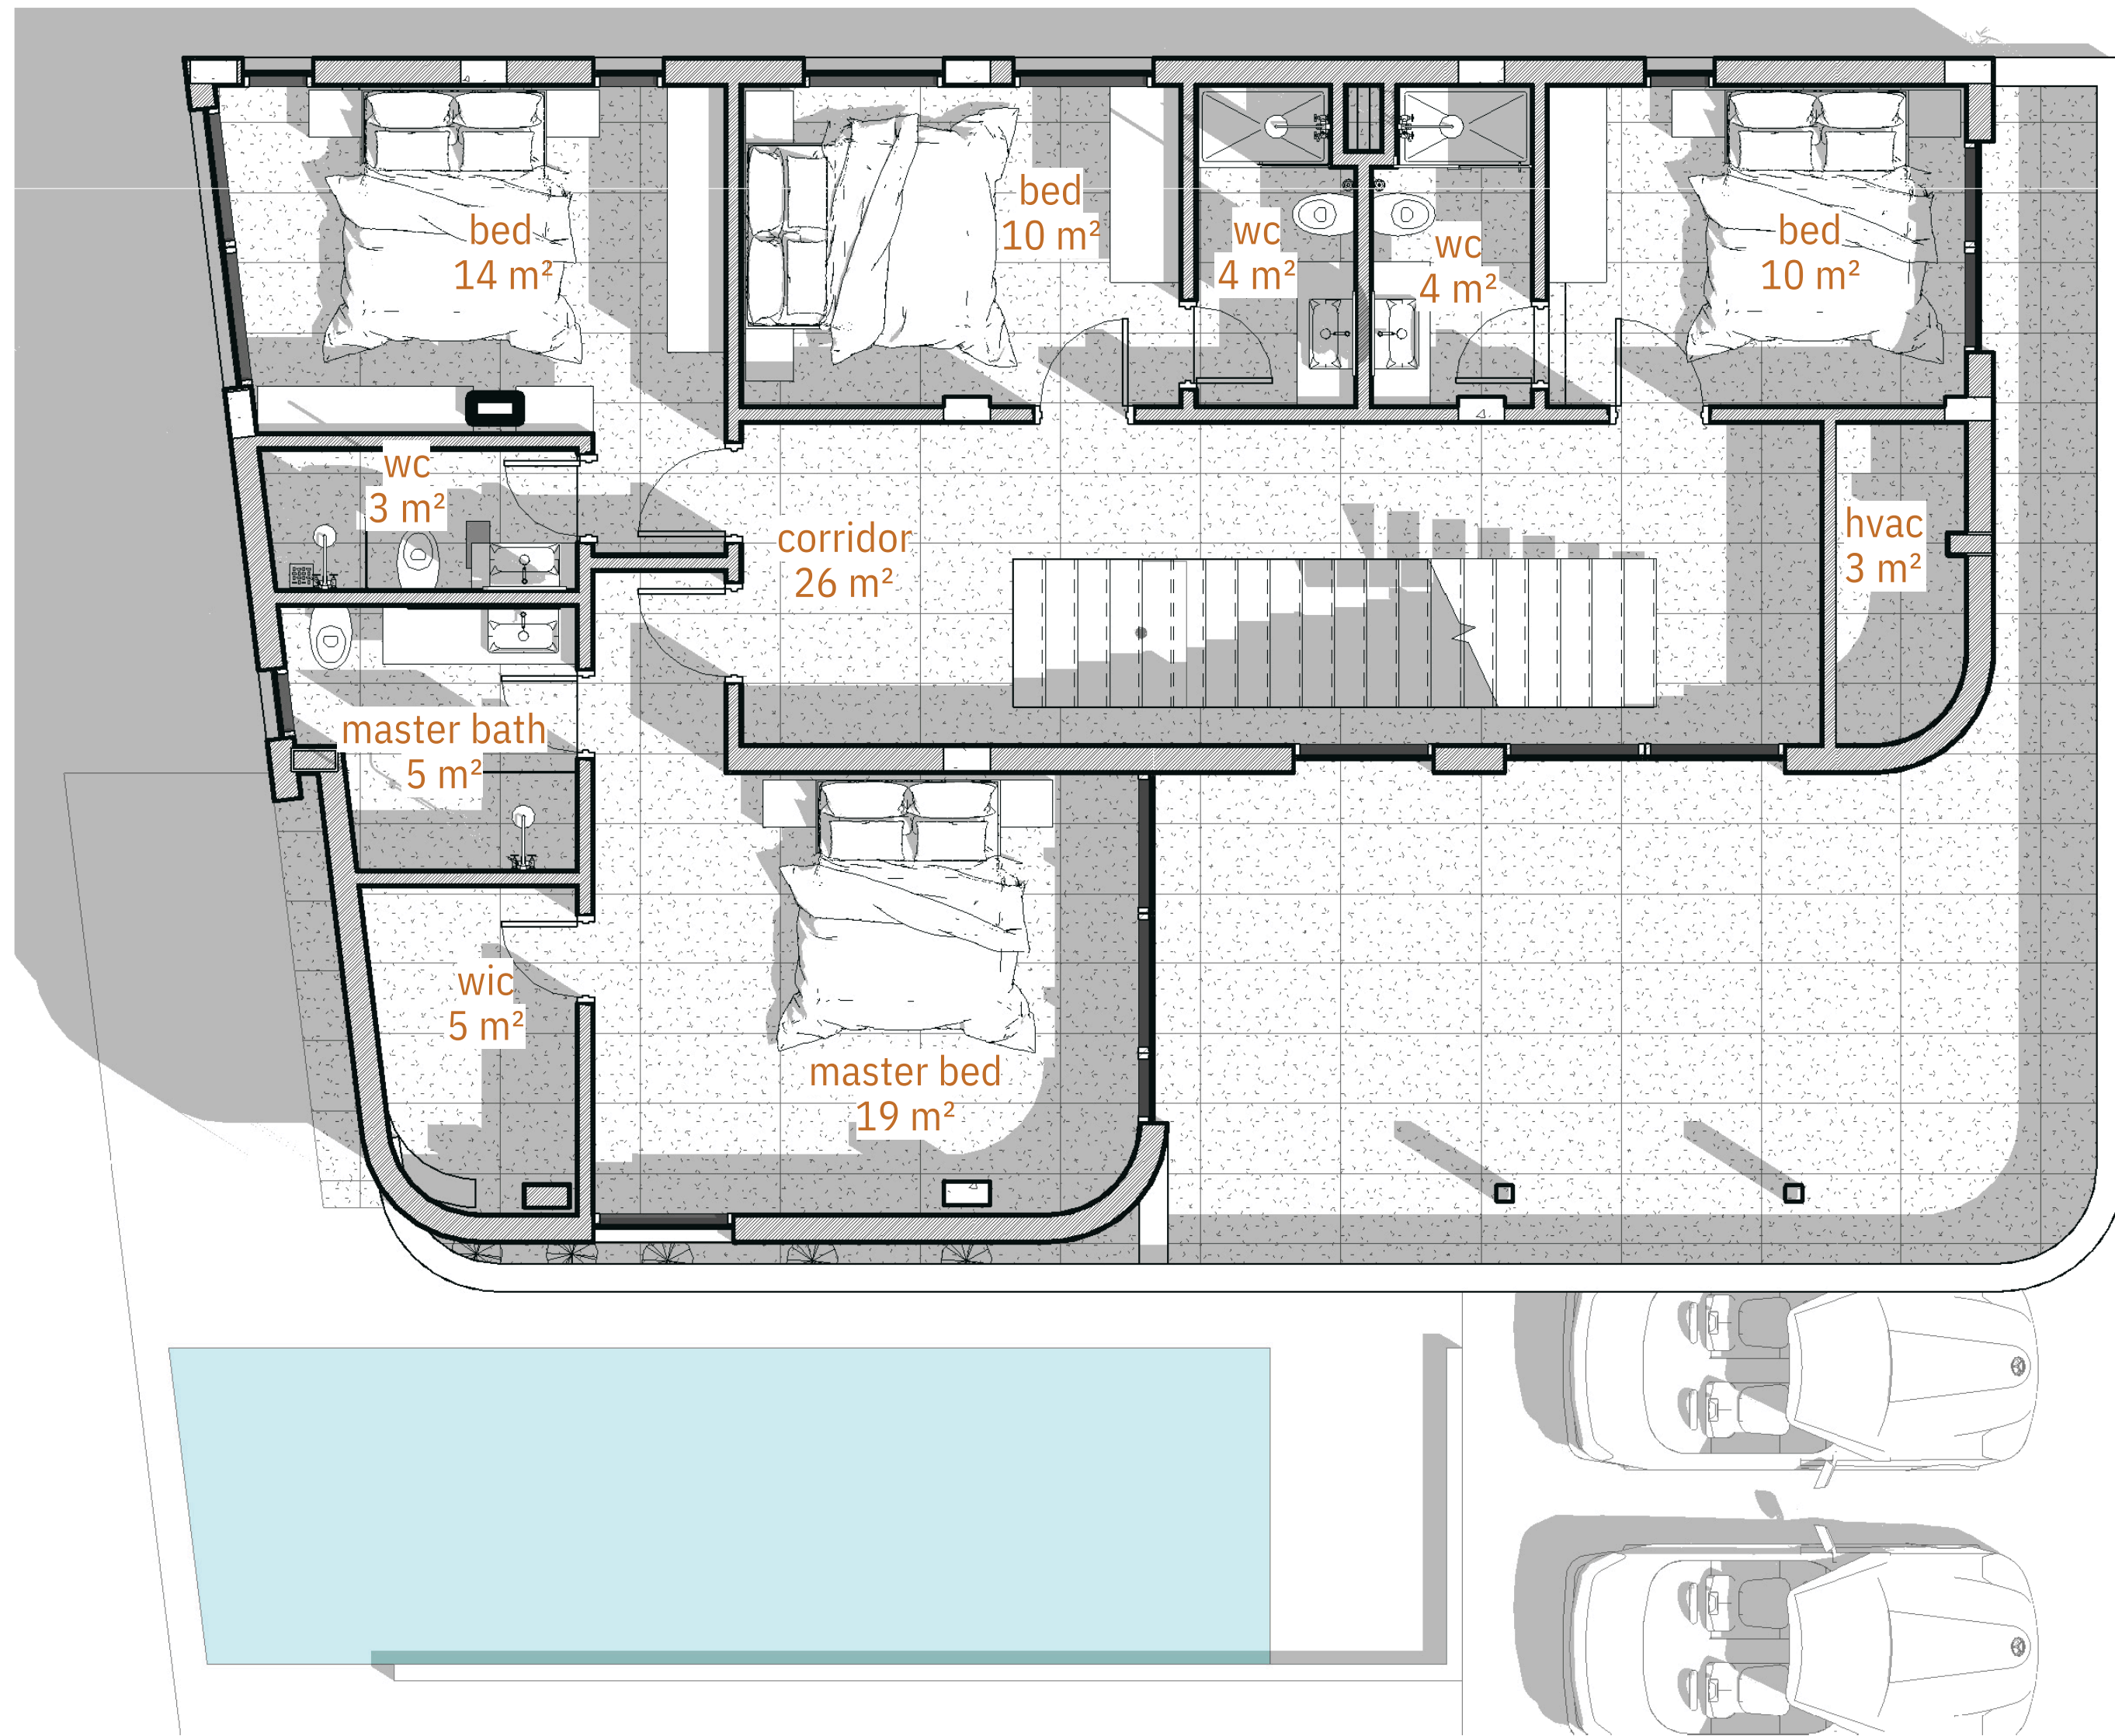 bed
14 m²
bed
10 m²
wc
4 m²
wc
4 m²
bed
10 m²
wc
3 m²
corridor
26 m²
hvac
3 m²
master bath
5 m²
wic
5 m²
master bed
19 m²